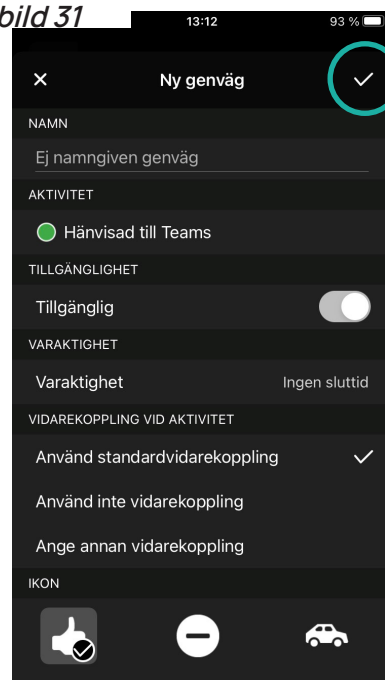 bild 31
13:12
93 %
Ny genväg
NAMN
Ej namngiven genväg
AKTIVITET
Hänvisad till Teams
TILLGÄNGLIGHET
Tillgänglig
VARAKTIGHET
Varaktighet Ingen sluttid
VIDAREKOPPLING VID AKTIVITET
Använd standardvidarekoppling
Använd inte vidarekoppling
Ange annan vidarekoppling
IKON